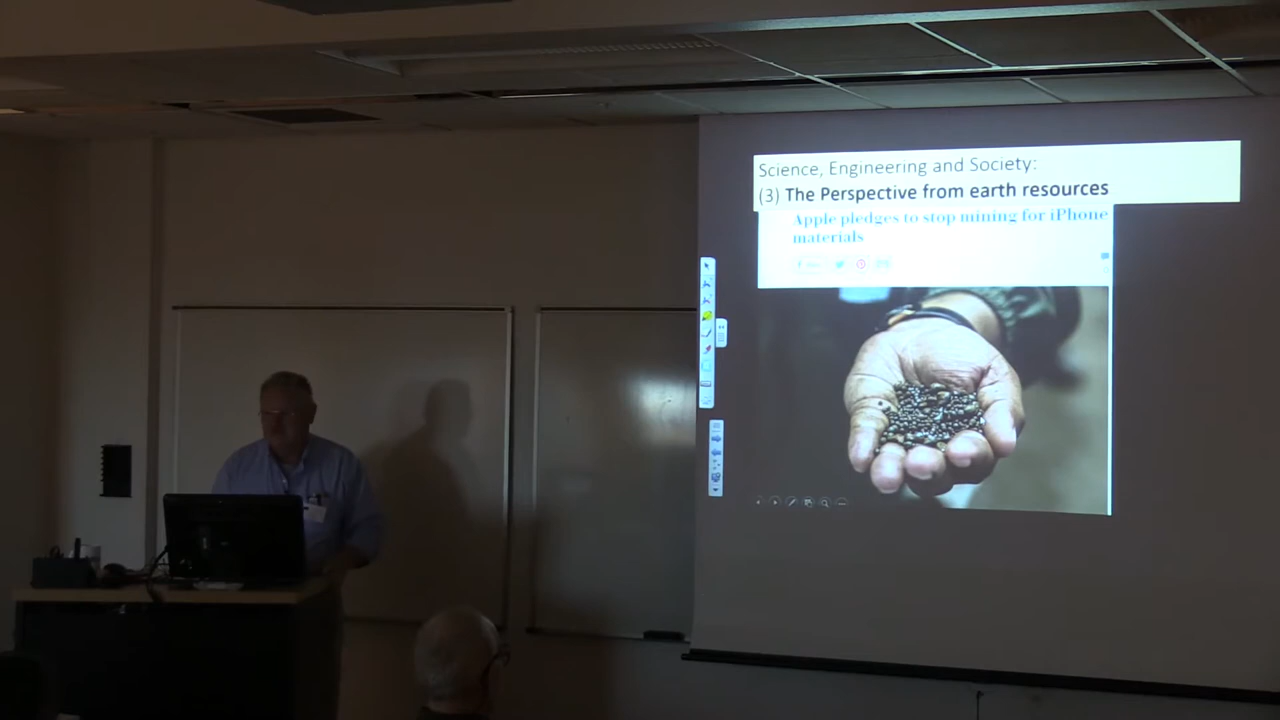 Science, Engineering and Society:
(3) The Perspective from earth resources
Apple pledges to stop mining for iPhone
materials